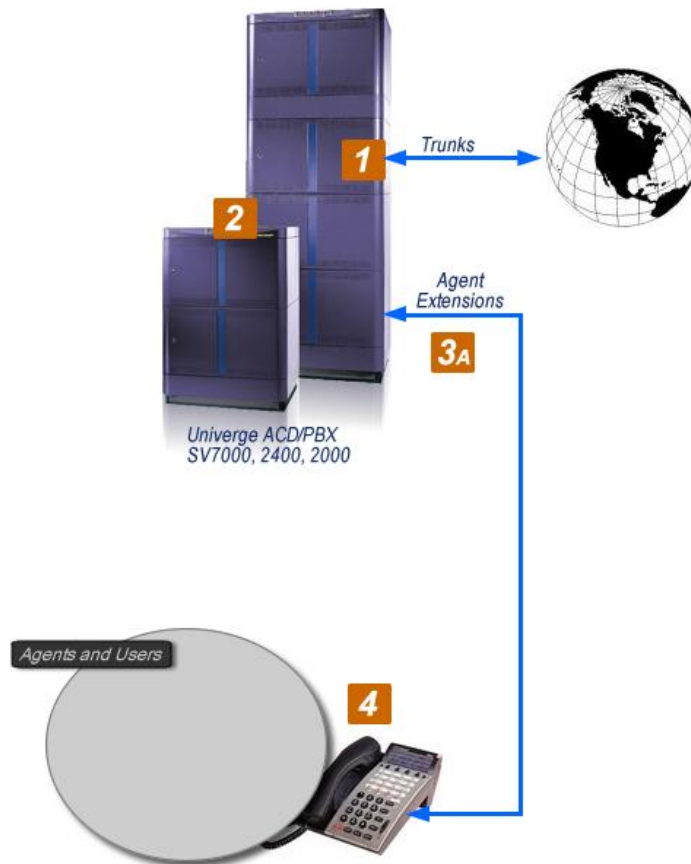 1
Trunks
2
Agent
Extensions
3A
Univerge ACD/PBX
SV7000, 2400, 2000
Agents and Users
4